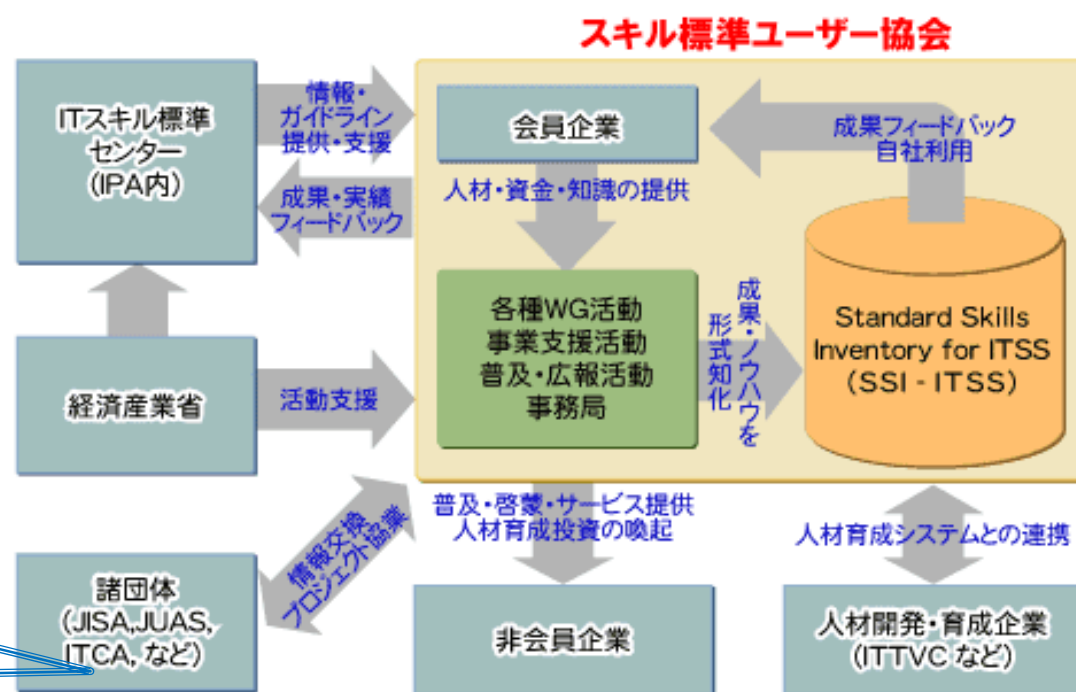 スキル標準ユーザー協会
ITスキル標準
センター
(IPA内)
情報・
ガイドライン
提供・支援
成果・実績
フィードバック
会員企業
成果フィードバック
自社利用
人材・資金・知識の提供
各種WG活動
事業支援活動
普及・広報活動
事務局
成果・ノウハウを
形式知化
Standard Skills
Inventory for ITSS
(SSI - ITSS)
経済産業省
活動支援
情報交換
プロジェクト協業
普及・啓蒙・サービス提供
人材育成投資の喚起
人材育成システムとの連携
諸団体
(JISA,JUAS,
ITCA, など)
非会員企業
人材開発・育成企業
(ITTVC など)